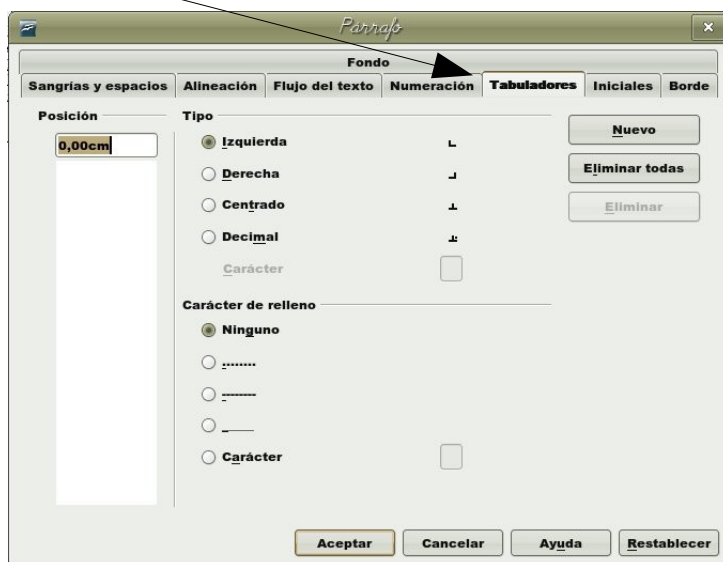 Párrafo
Fondo
Sangrías y espacios Alineación Flujo del texto Numeración Tabuladores Iniciales Borde
Posición
0,00cm
Tipo
Izquierda
Derecha
Centrado
Decimal
Carácter
Carácter de relleno
Ninguno
........
--------
______
Carácter
Nuevo
Eliminar todas
Eliminar
Aceptar Cancelar Ayuda Restablecer